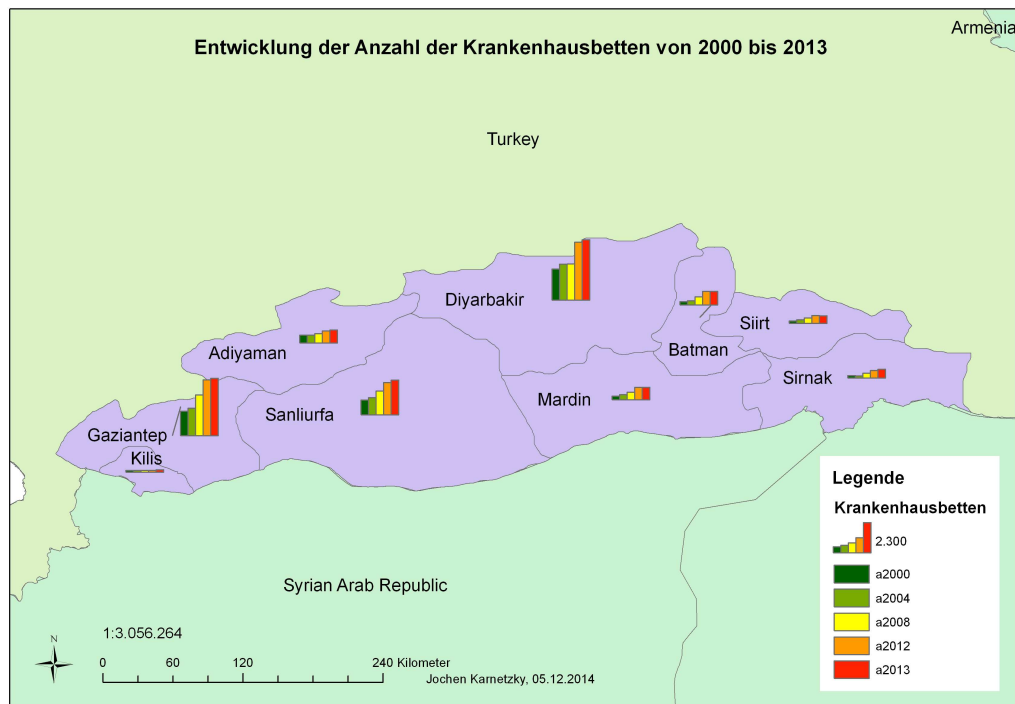 Armenia
Entwicklung der Anzahl der Krankenhausbetten von 2000 bis 2013
Turkey
Diyarbakir
Siirt
Adiyaman
Batman
Sirnak
Mardin
Sanliurfa
Gaziantep
Kilis
Legende
Krankenhausbetten
2.300
a2000
a2004
a2008
a2012
a2013
Syrian Arab Republic
N
1:3.056.264
0 60 120 240 Kilometer
Jochen Karnetzky, 05.12.2014